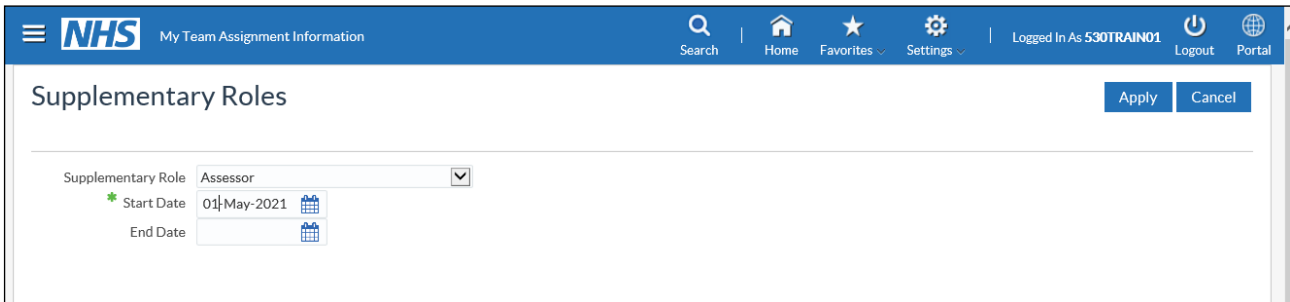 NHS My Team Assignment Information Search Home Favorites Settings Logged In As 530TRAIN01 Logout Portal
Supplementary Roles Apply Cancel
Supplementary Role Assessor
* Start Date 01-May-2021
End Date